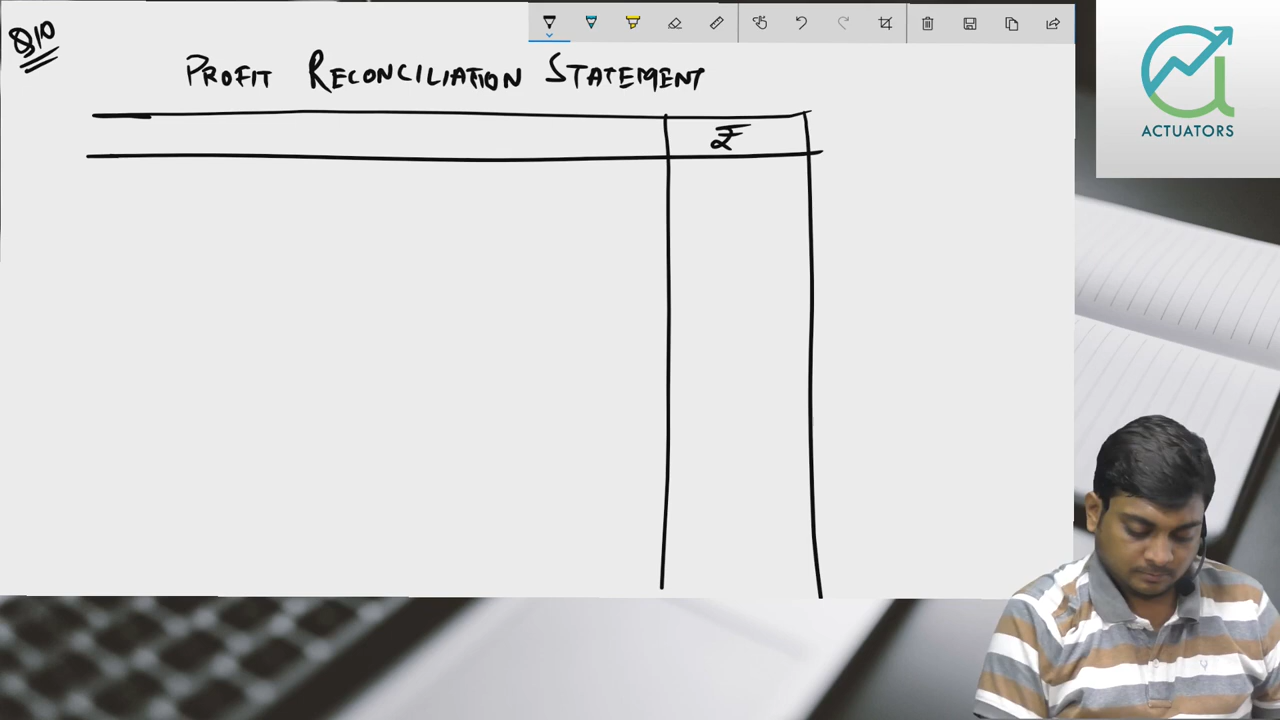 Q10
PROFIT RECONCILIATION STATEMENT
₹
ACTUATORS